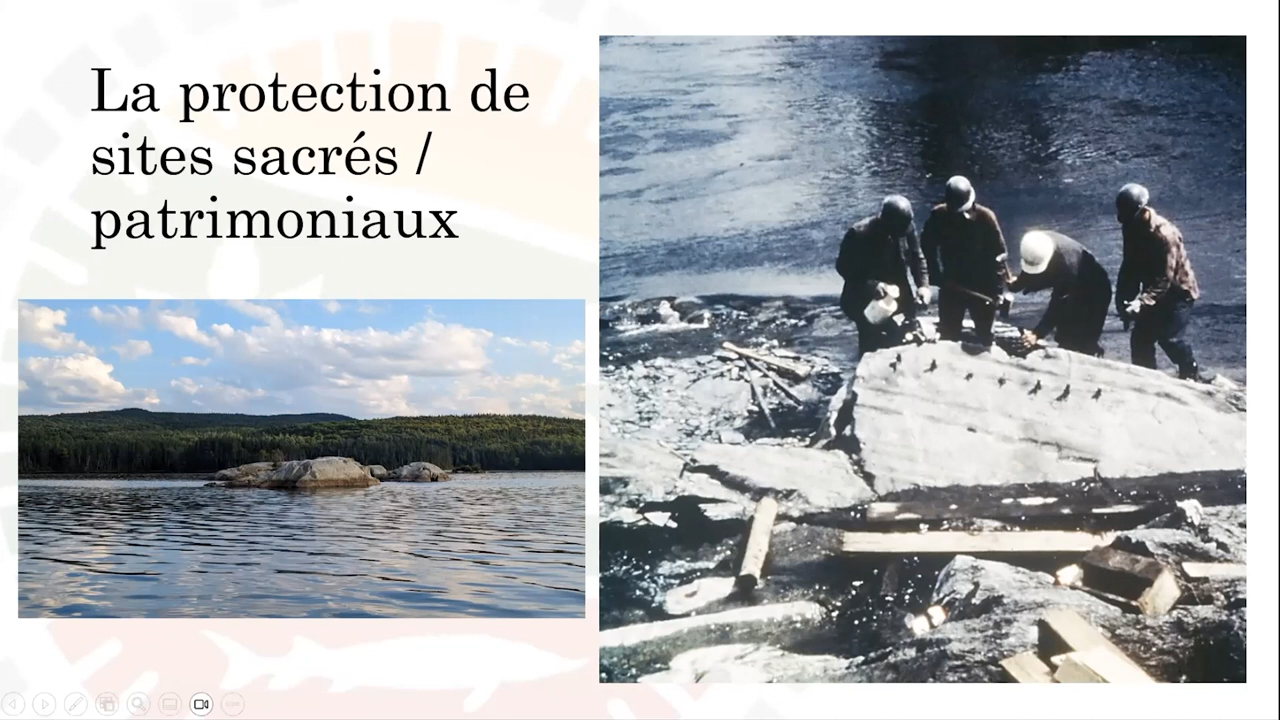 La protection de
sites sacrés /
patrimoniaux